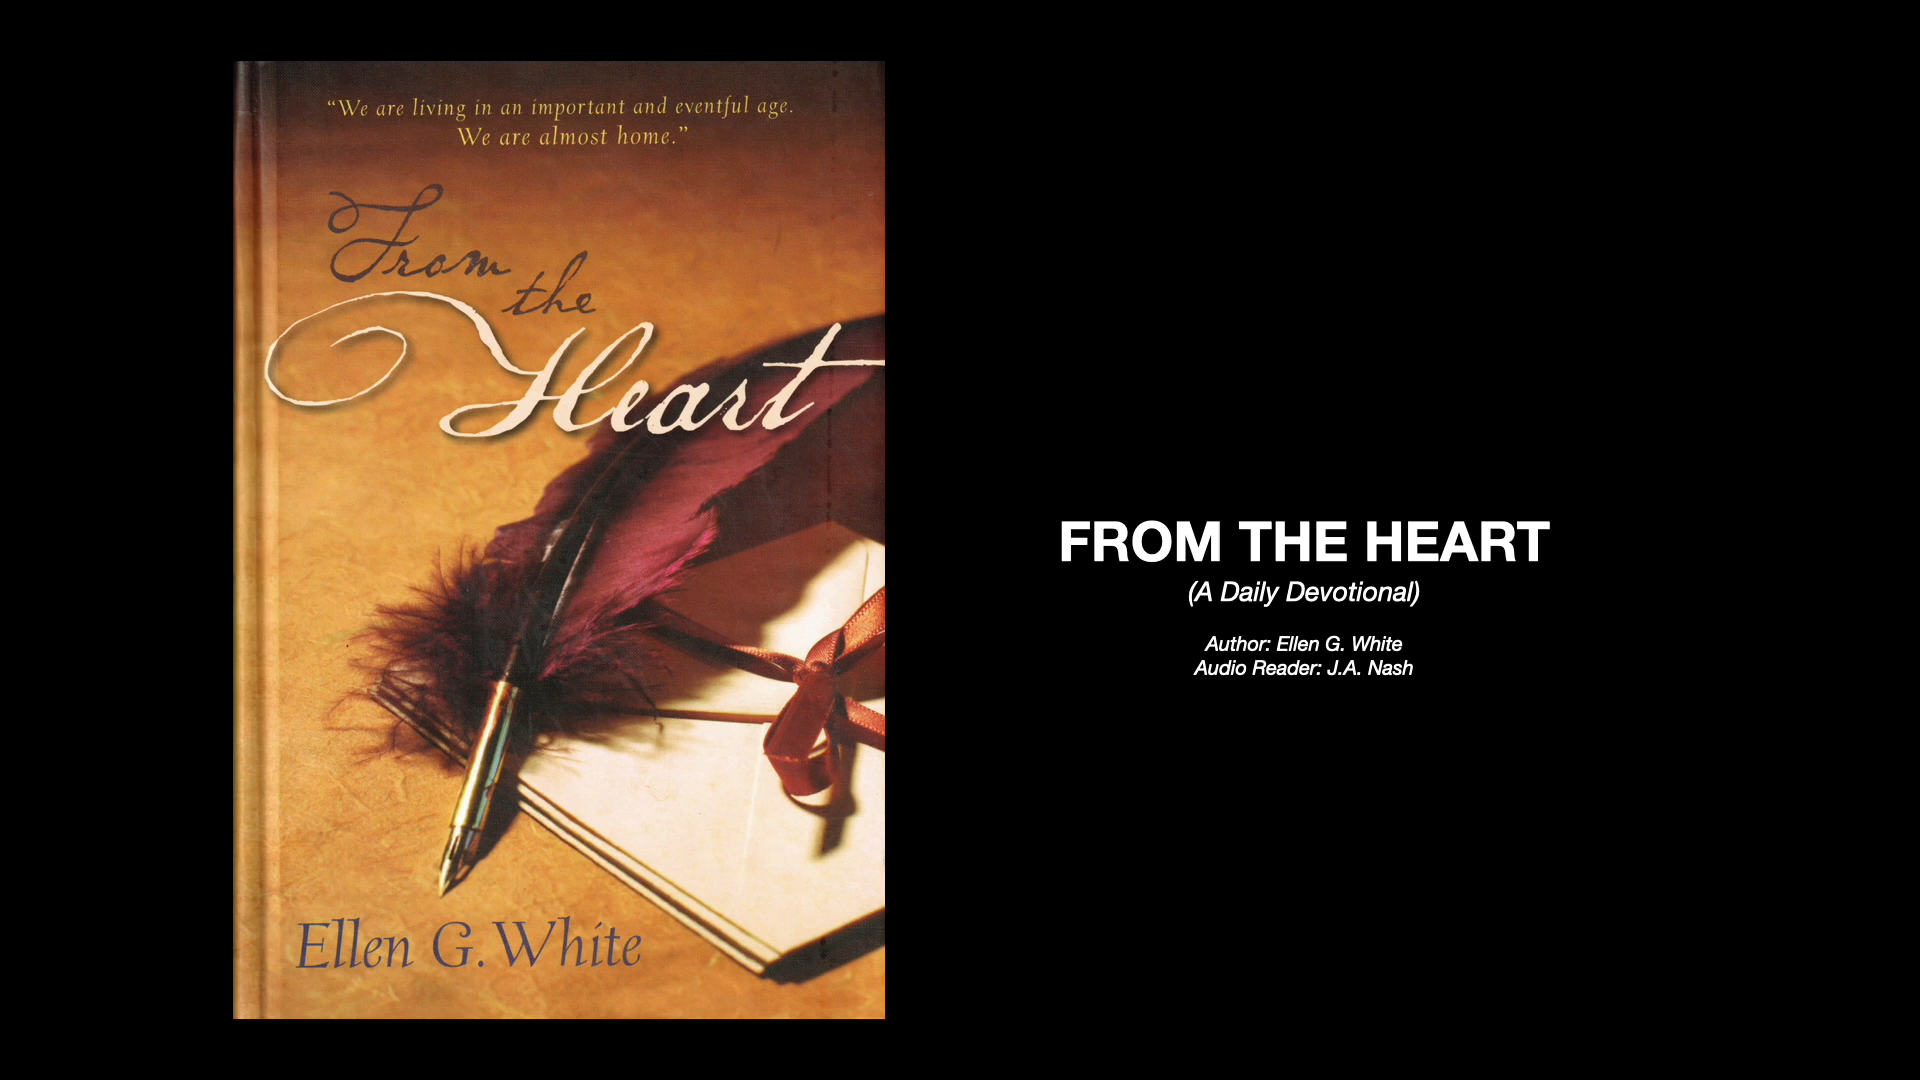 “We are living in an important and eventful age.
We are almost home.”
From
the
Heart
Ellen G. White
FROM THE HEART
(A Daily Devotional)
Author: Ellen G. White
Audio Reader: J.A. Nash